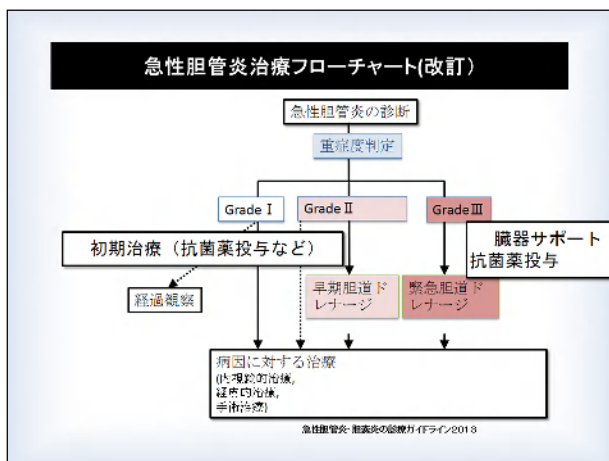 急性胆管炎治療フローチャート(改訂)
急性胆管炎の診断
重症度判定
Grade Ⅰ
Grade Ⅱ
Grade Ⅲ
初期治療(抗菌薬投与など)
臓器サポート
抗菌薬投与
経過観察
早期胆道ド
レナージ
緊急胆道ド
レナージ
病因に対する治療
(内視鏡的治療,
経皮的治療,
手術治療)
急性胆管炎・胆嚢炎の診療ガイドライン2013